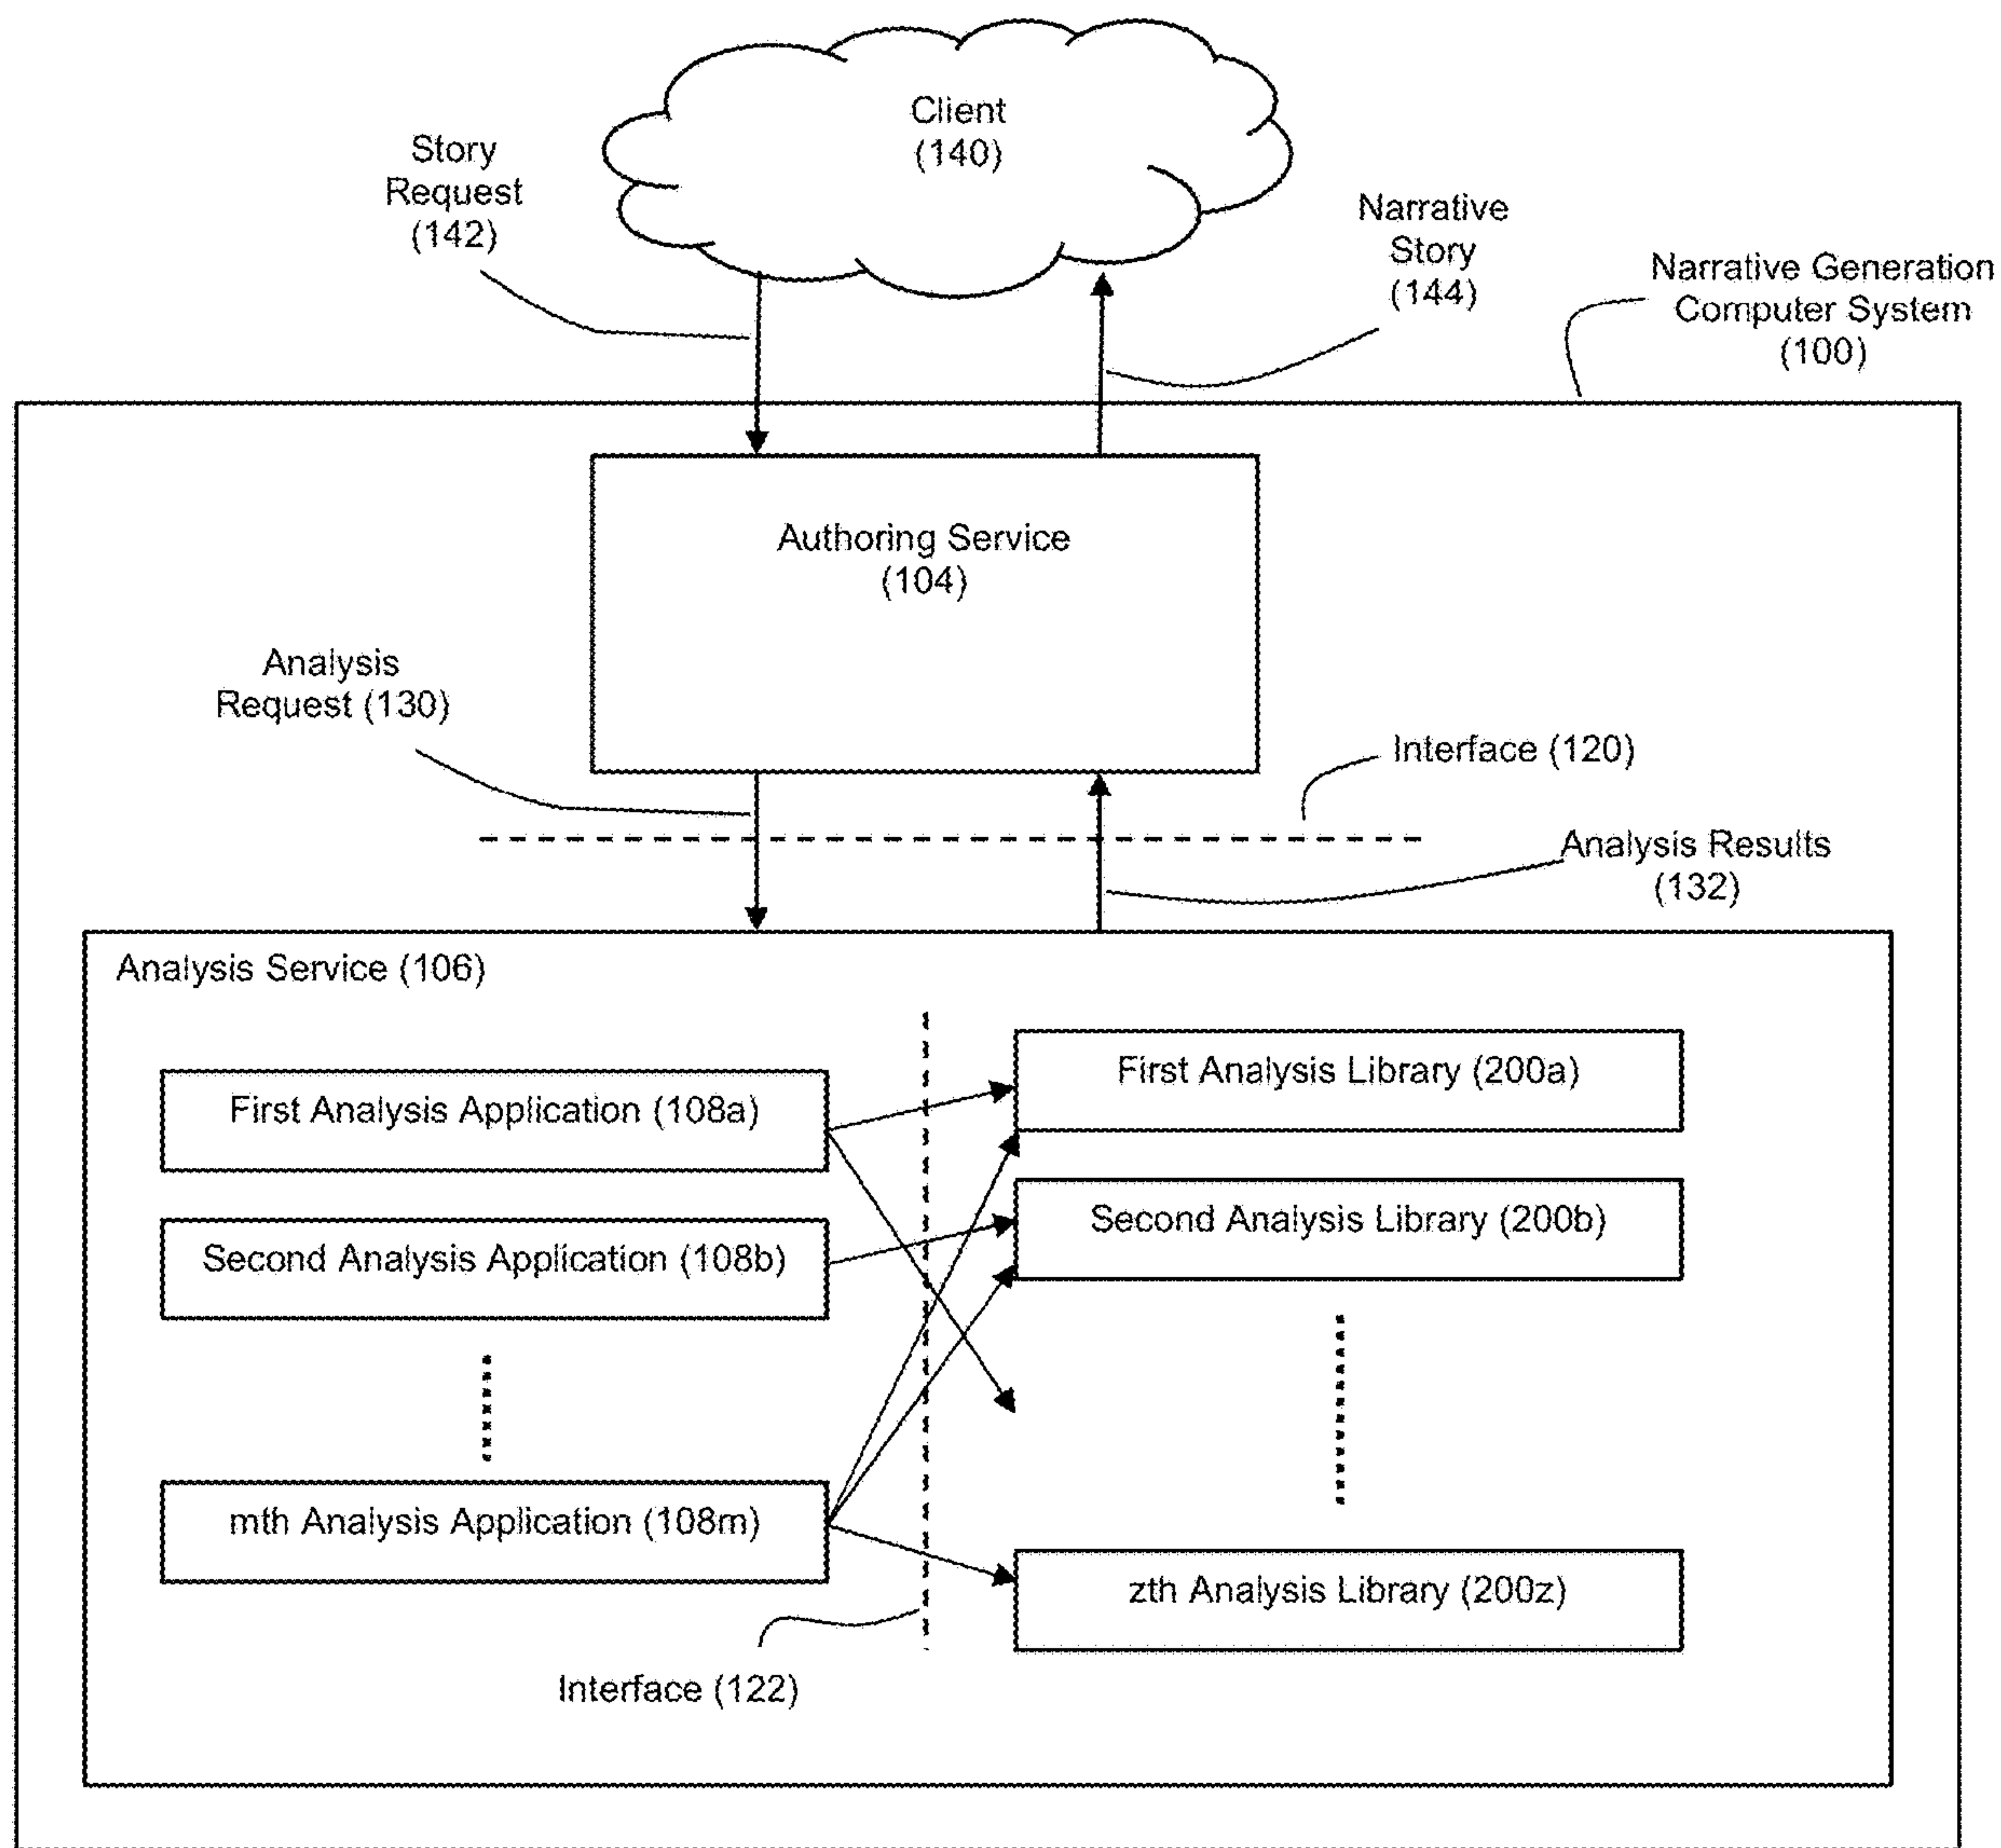 Client
(140)
Story
Request
(142)
Narrative
Story
(144)
Narrative Generation
Computer System
(100)
Authoring Service
(104)
Analysis
Request (130)
Interface (120)
Analysis Results
(132)
Analysis Service (106)
First Analysis Application (108a)
First Analysis Library (200a)
Second Analysis Application (108b)
Second Analysis Library (200b)
mth Analysis Application (108m)
zth Analysis Library (200z)
Interface (122)